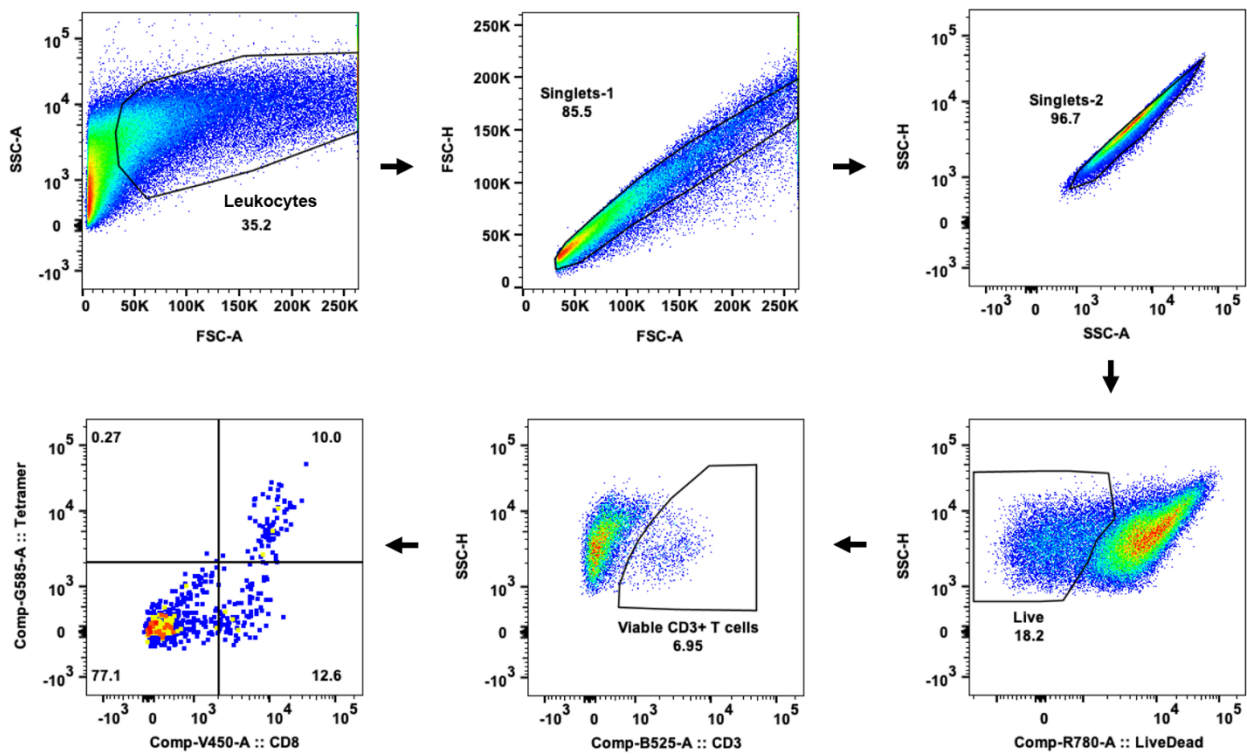 10^5
10^4
10^3
0
-10^3
SSC-A
Leukocytes
35.2
0 50K 100K 150K 200K 250K
FSC-A
250K
200K
150K
100K
50K
0
FSC-H
Singlets-1
85.5
0 50K 100K 150K 200K 250K
FSC-A
10^5
10^4
10^3
0
-10^3
SSC-H
Singlets-2
96.7
-10^3 0 10^3 10^4 10^5
SSC-A
10^5
10^4
10^3
0
-10^3
Comp-G585-A :: Tetramer
0.27 10.0
77.1 12.6
-10^3 0 10^3 10^4 10^5
Comp-V450-A :: CD8
10^5
10^4
10^3
0
-10^3
SSC-H
Viable CD3+ T cells
6.95
-10^3 0 10^3 10^4 10^5
Comp-B525-A :: CD3
10^5
10^4
10^3
0
-10^3
SSC-H
Live
18.2
0 10^4 10^5
Comp-R780-A :: LiveDead